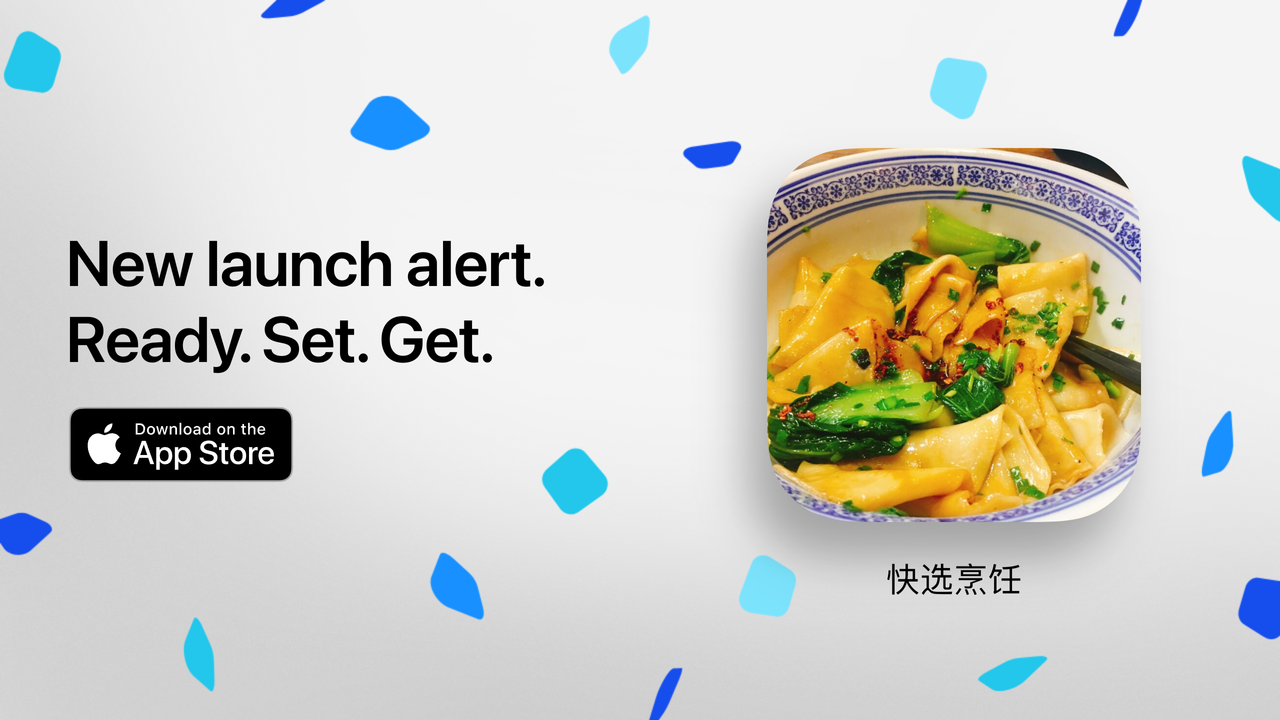 New launch alert.
Ready. Set. Get.
Download on the
App Store
快选烹饪